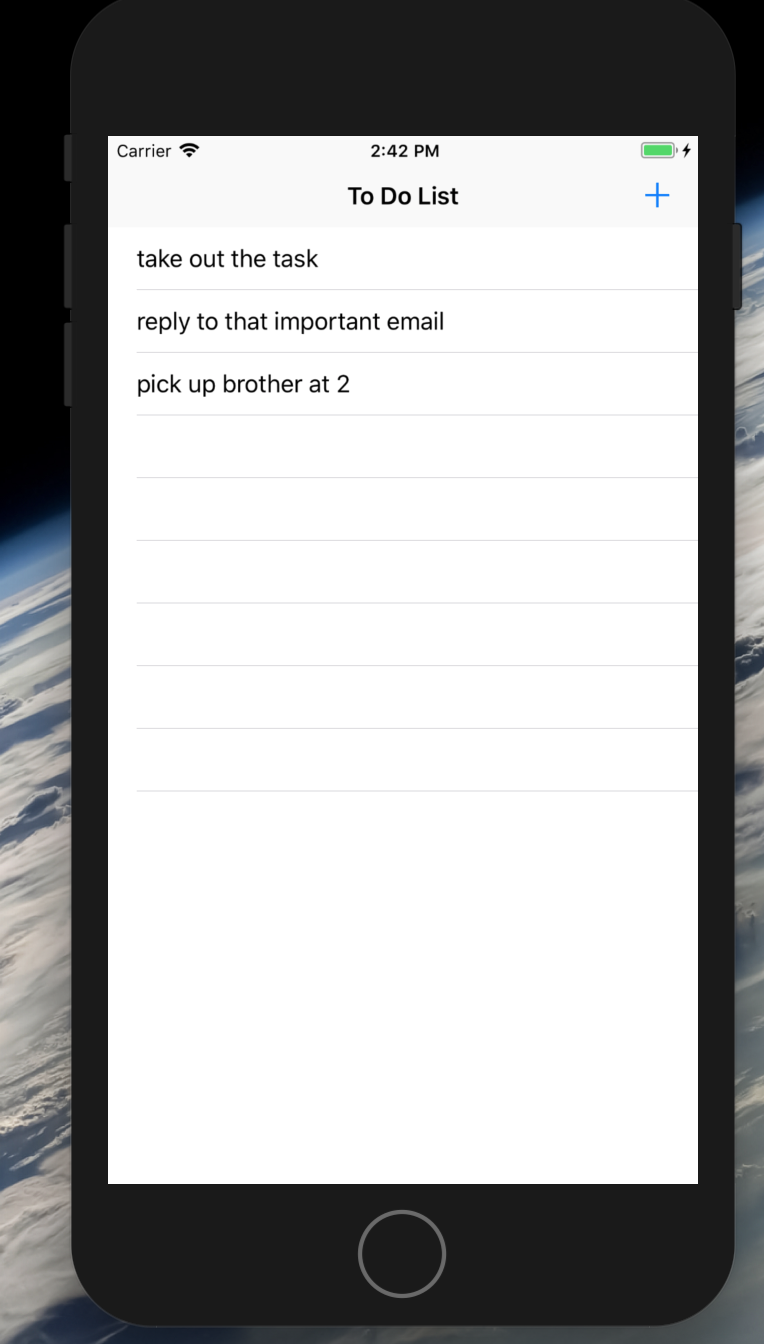 Carrier 2:42 PM
To Do List
take out the task
reply to that important email
pick up brother at 2